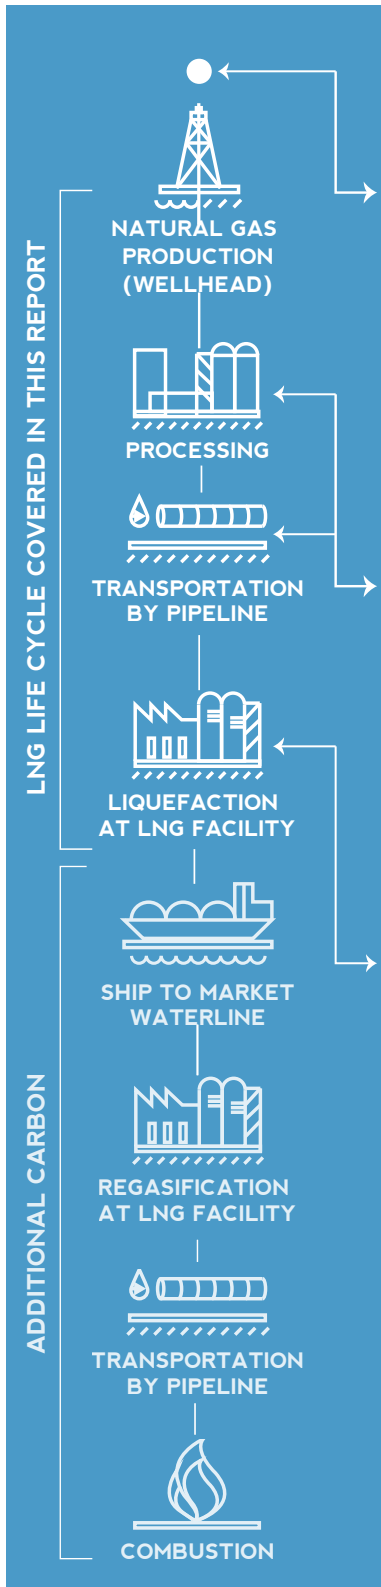 LNG LIFE CYCLE COVERED IN THIS REPORT
NATURAL GAS
PRODUCTION
(WELLHEAD)
PROCESSING
TRANSPORTATION
BY PIPELINE
LIQUEFACTION
AT LNG FACILITY
ADDITIONAL CARBON
SHIP TO MARKET
WATERLINE
REGASIFICATION
AT LNG FACILITY
TRANSPORTATION
BY PIPELINE
COMBUSTION